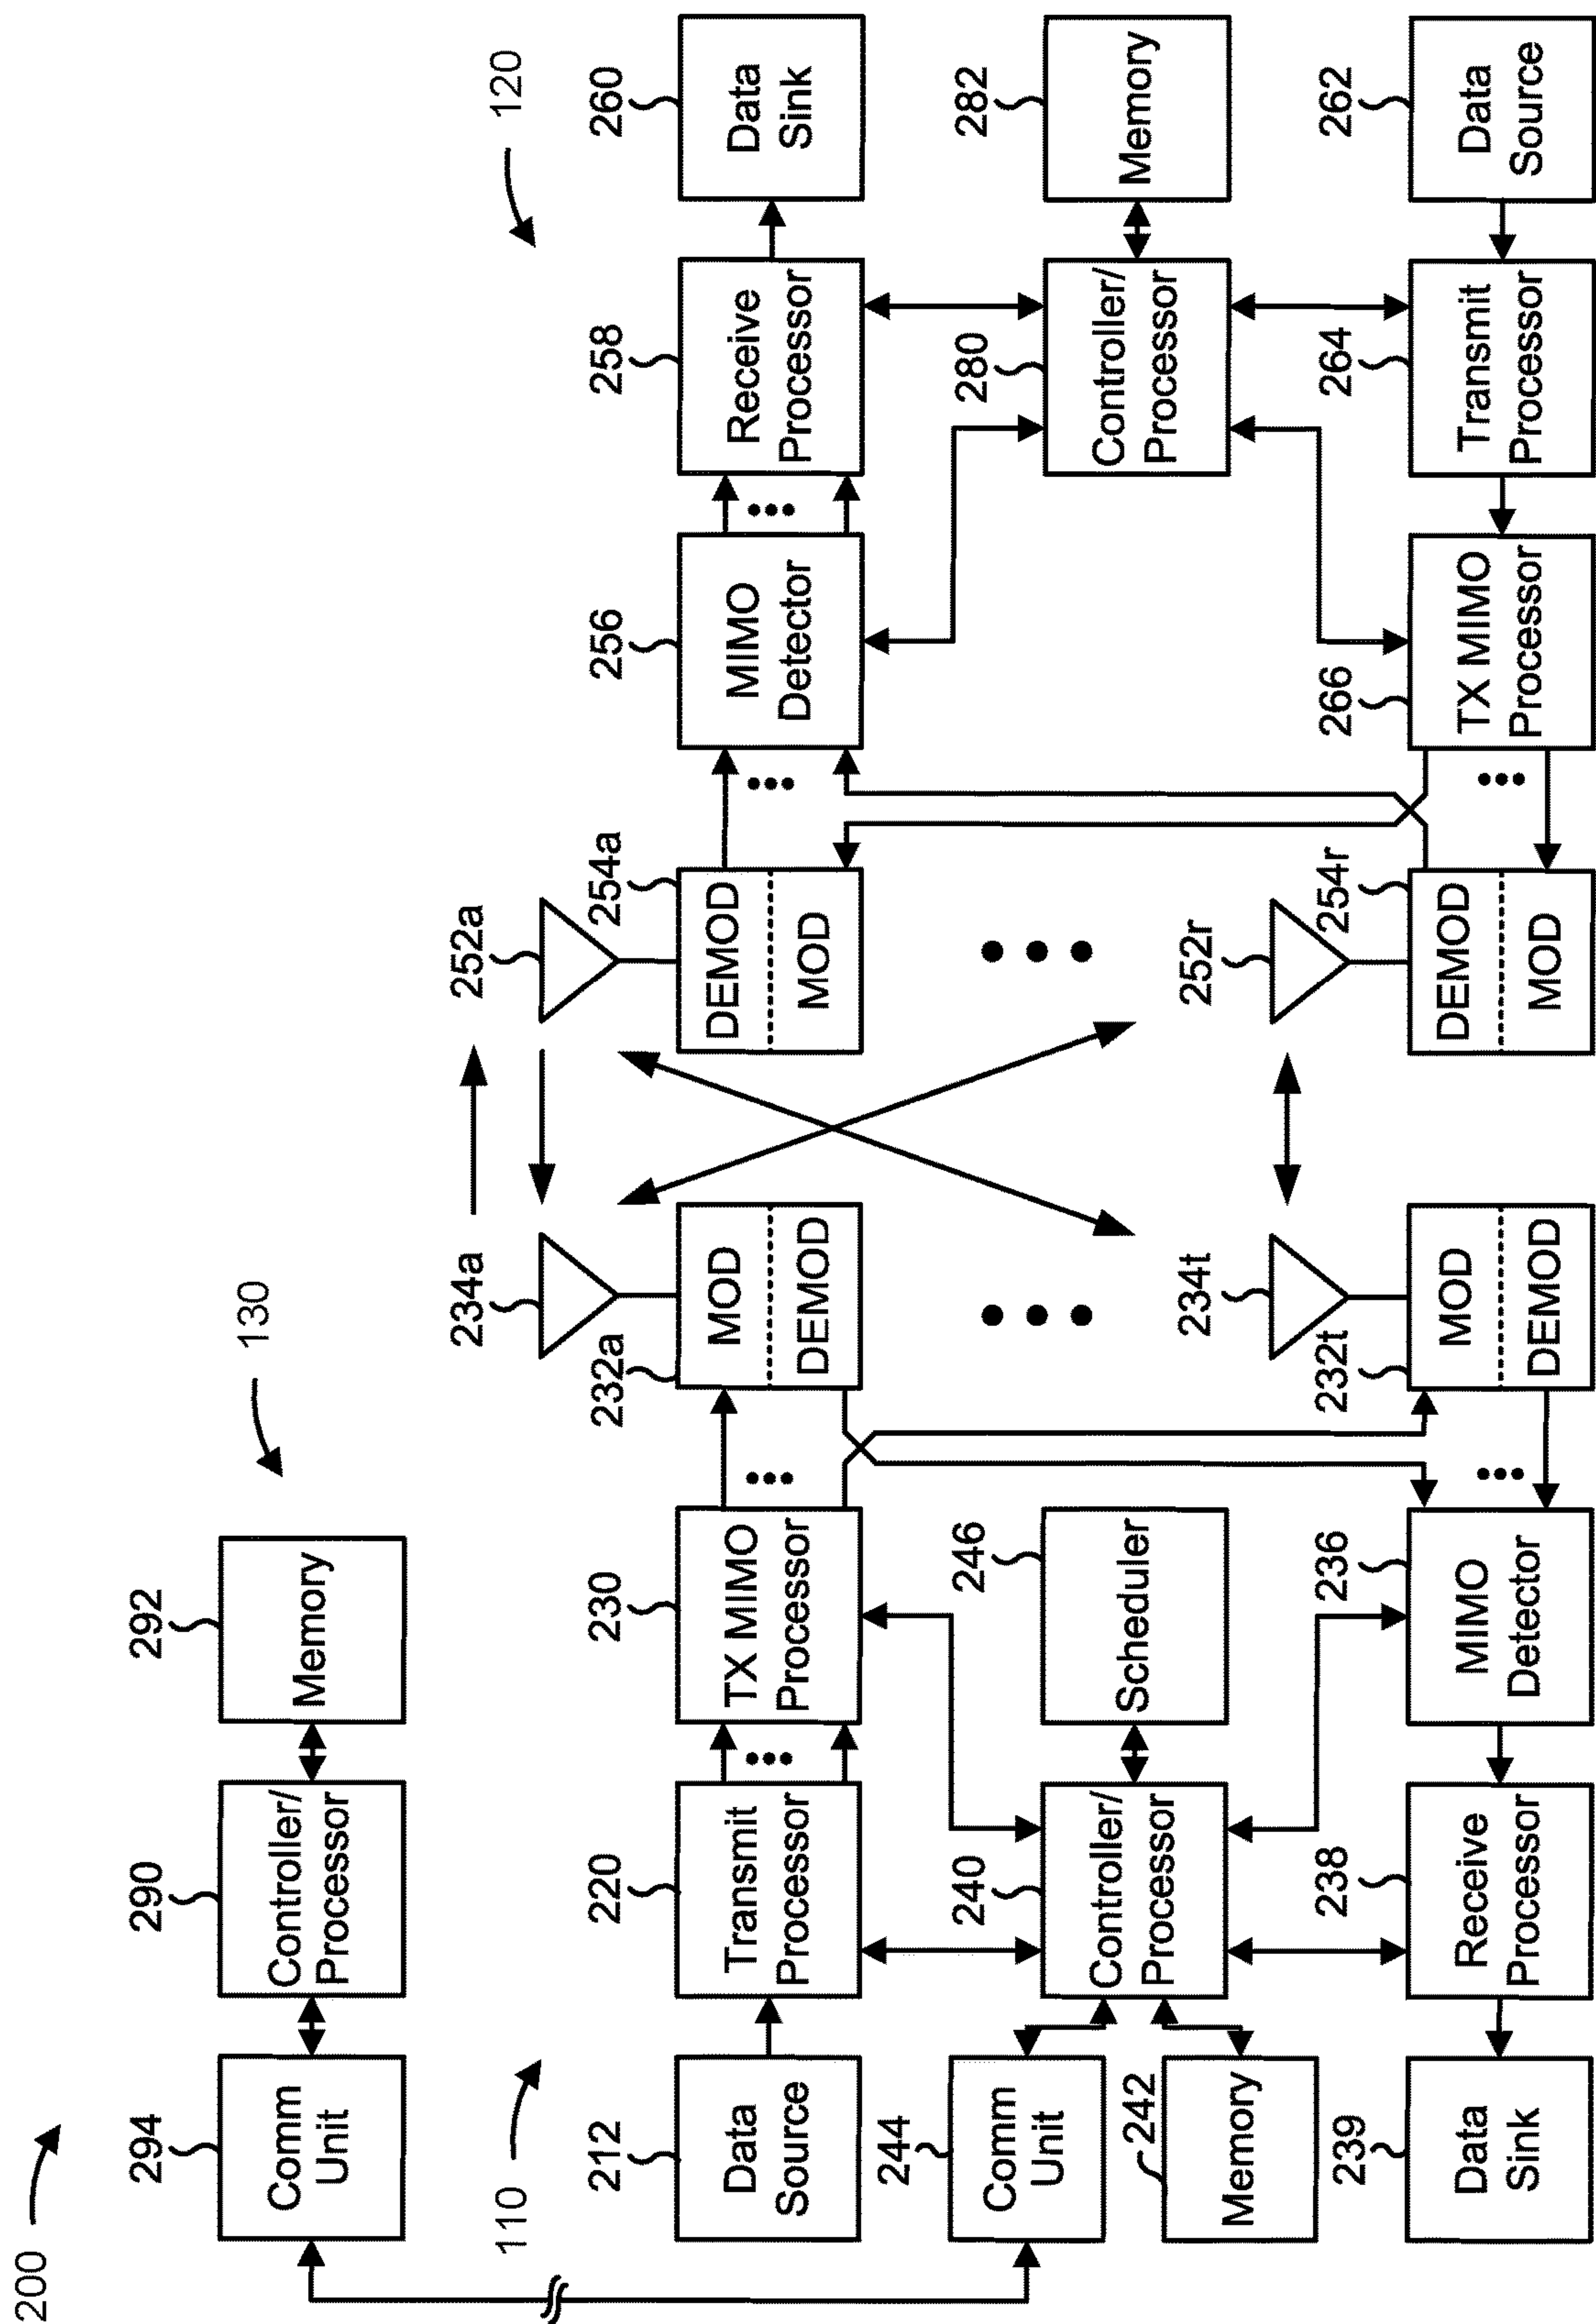 200
130
294
290
292
Comm
Unit
Controller/
Processor
Memory
110
120
234a
252a
212
220
230
232a
254a
256
258
260
Data
Source
Transmit
Processor
TX MIMO
Processor
MOD
DEMOD
DEMOD
MOD
MIMO
Detector
Receive
Processor
Data
Sink
244
240
246
280
282
Comm
Unit
Controller/
Processor
Scheduler
Controller/
Processor
Memory
242
Memory
234t
252r
239
238
236
232t
254r
266
264
262
Data
Sink
Receive
Processor
MIMO
Detector
MOD
DEMOD
DEMOD
MOD
TX MIMO
Processor
Transmit
Processor
Data
Source